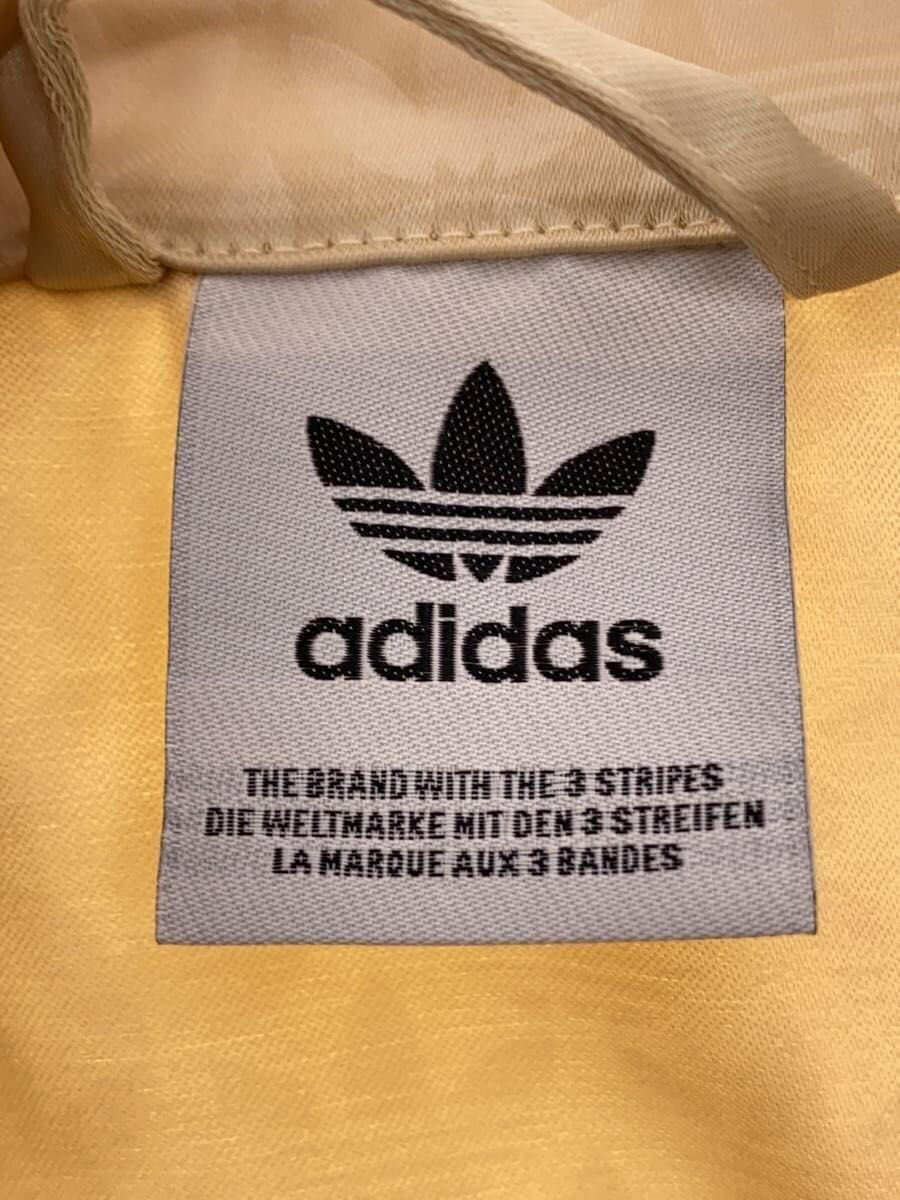 adidas
THE BRAND WITH THE 3 STRIPES
DIE WELTMARKE MIT DEN 3 STREIFEN
LA MARQUE AUX 3 BANDES